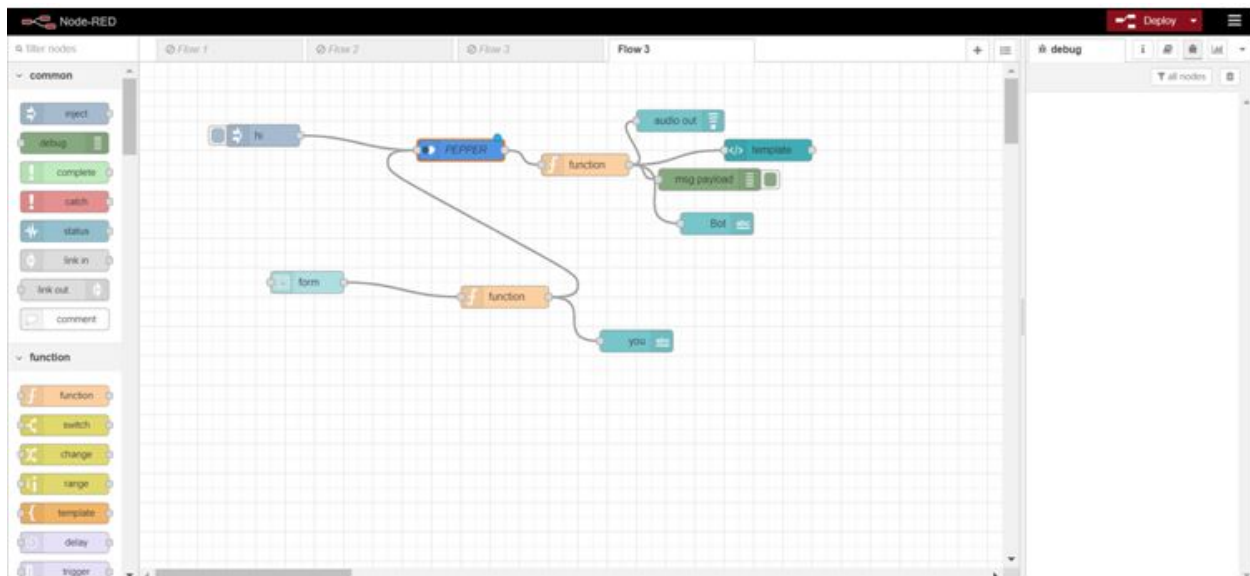 Node-RED
Deploy
filter nodes
Flow 1
Flow 2
Flow 3
Flow 3
debug
i
all nodes
common
inject
debug
complete
catch
status
link in
link out
comment
function
function
switch
change
range
template
delay
trigger
hi
PEPPER
function
audio out
template
msg.payload
Bot
abc
form
function
you
abc